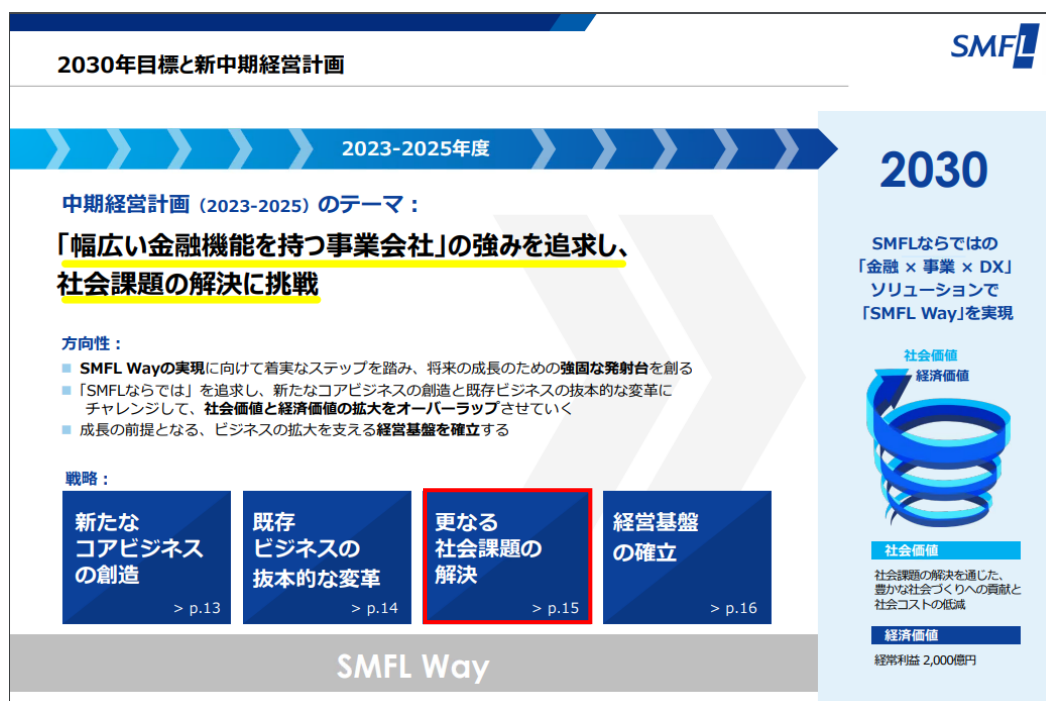 2030年目標と新中期経営計画
SMFL
2023-2025年度
中期経営計画（2023-2025）のテーマ：
「幅広い金融機能を持つ事業会社」の強みを追求し、
社会課題の解決に挑戦
方向性：
SMFL Wayの実現に向けて着実なステップを踏み、将来の成長のための強固な発射台を創る
「SMFLならでは」を追求し、新たなコアビジネスの創造と既存ビジネスの抜本的な変革に
チャレンジして、社会価値と経済価値の拡大をオーバーラップさせていく
成長の前提となる、ビジネスの拡大を支える経営基盤を確立する
戦略：
新たな
コアビジネス
の創造
> p.13
既存
ビジネスの
抜本的な変革
> p.14
更なる
社会課題の
解決
> p.15
経営基盤
の確立
> p.16
SMFL Way
2030
SMFLならではの
「金融 × 事業 × DX」
ソリューションで
「SMFL Way」を実現
社会価値
経済価値
社会価値
社会課題の解決を通じた、
豊かな社会づくりへの貢献と
社会コストの低減
経済価値
経常利益 2,000億円